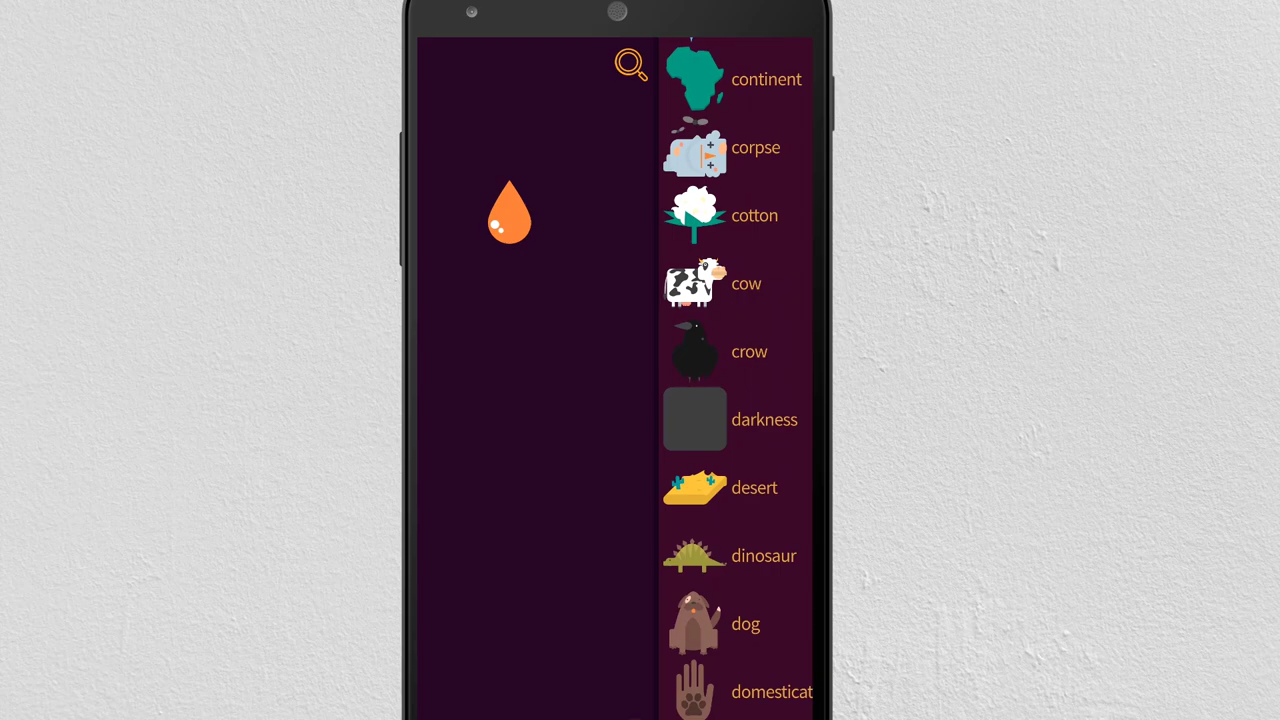 continent
corpse
cotton
cow
crow
darkness
desert
dinosaur
dog
domesticat